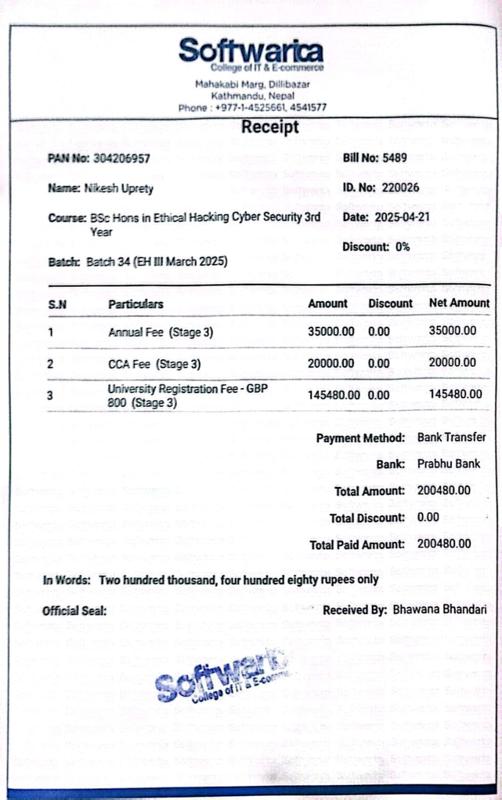 Softwarica
College of IT & E-commerce
Mahakabi Marg, Dillibazar
Kathmandu, Nepal
Phone : +977-1-4525661, 4541577
Receipt
PAN No: 304206957 Bill No: 5489
Name: Nikesh Uprety ID. No: 220026
Course: BSc Hons in Ethical Hacking Cyber Security 3rd Date: 2025-04-21
Year
Discount: 0%
Batch: Batch 34 (EH III March 2025)
S.N Particulars Amount Discount Net Amount
1 Annual Fee (Stage 3) 35000.00 0.00 35000.00
2 CCA Fee (Stage 3) 20000.00 0.00 20000.00
3 University Registration Fee - GBP 145480.00 0.00 145480.00
800 (Stage 3)
Payment Method: Bank Transfer
Bank: Prabhu Bank
Total Amount: 200480.00
Total Discount: 0.00
Total Paid Amount: 200480.00
In Words: Two hundred thousand, four hundred eighty rupees only
Official Seal: Received By: Bhawana Bhandari
Softwaric
College of IT & E-comme